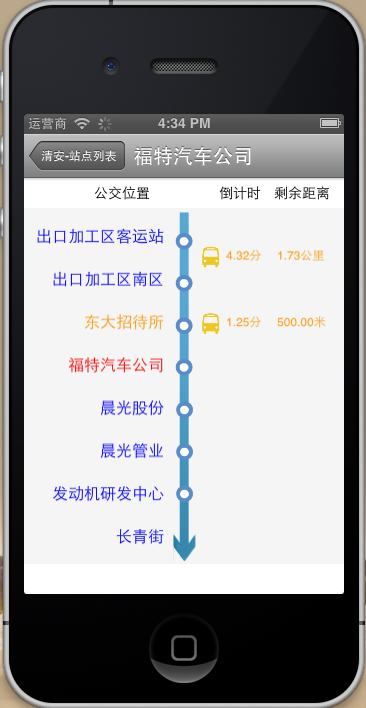 运营商 4:34 PM
清安-站点列表 福特汽车公司
公交位置 倒计时 剩余距离
出口加工区客运站
4.32分 1.73公里
出口加工区南区
东大招待所 1.25分 500.00米
福特汽车公司
晨光股份
晨光管业
发动机研发中心
长青街